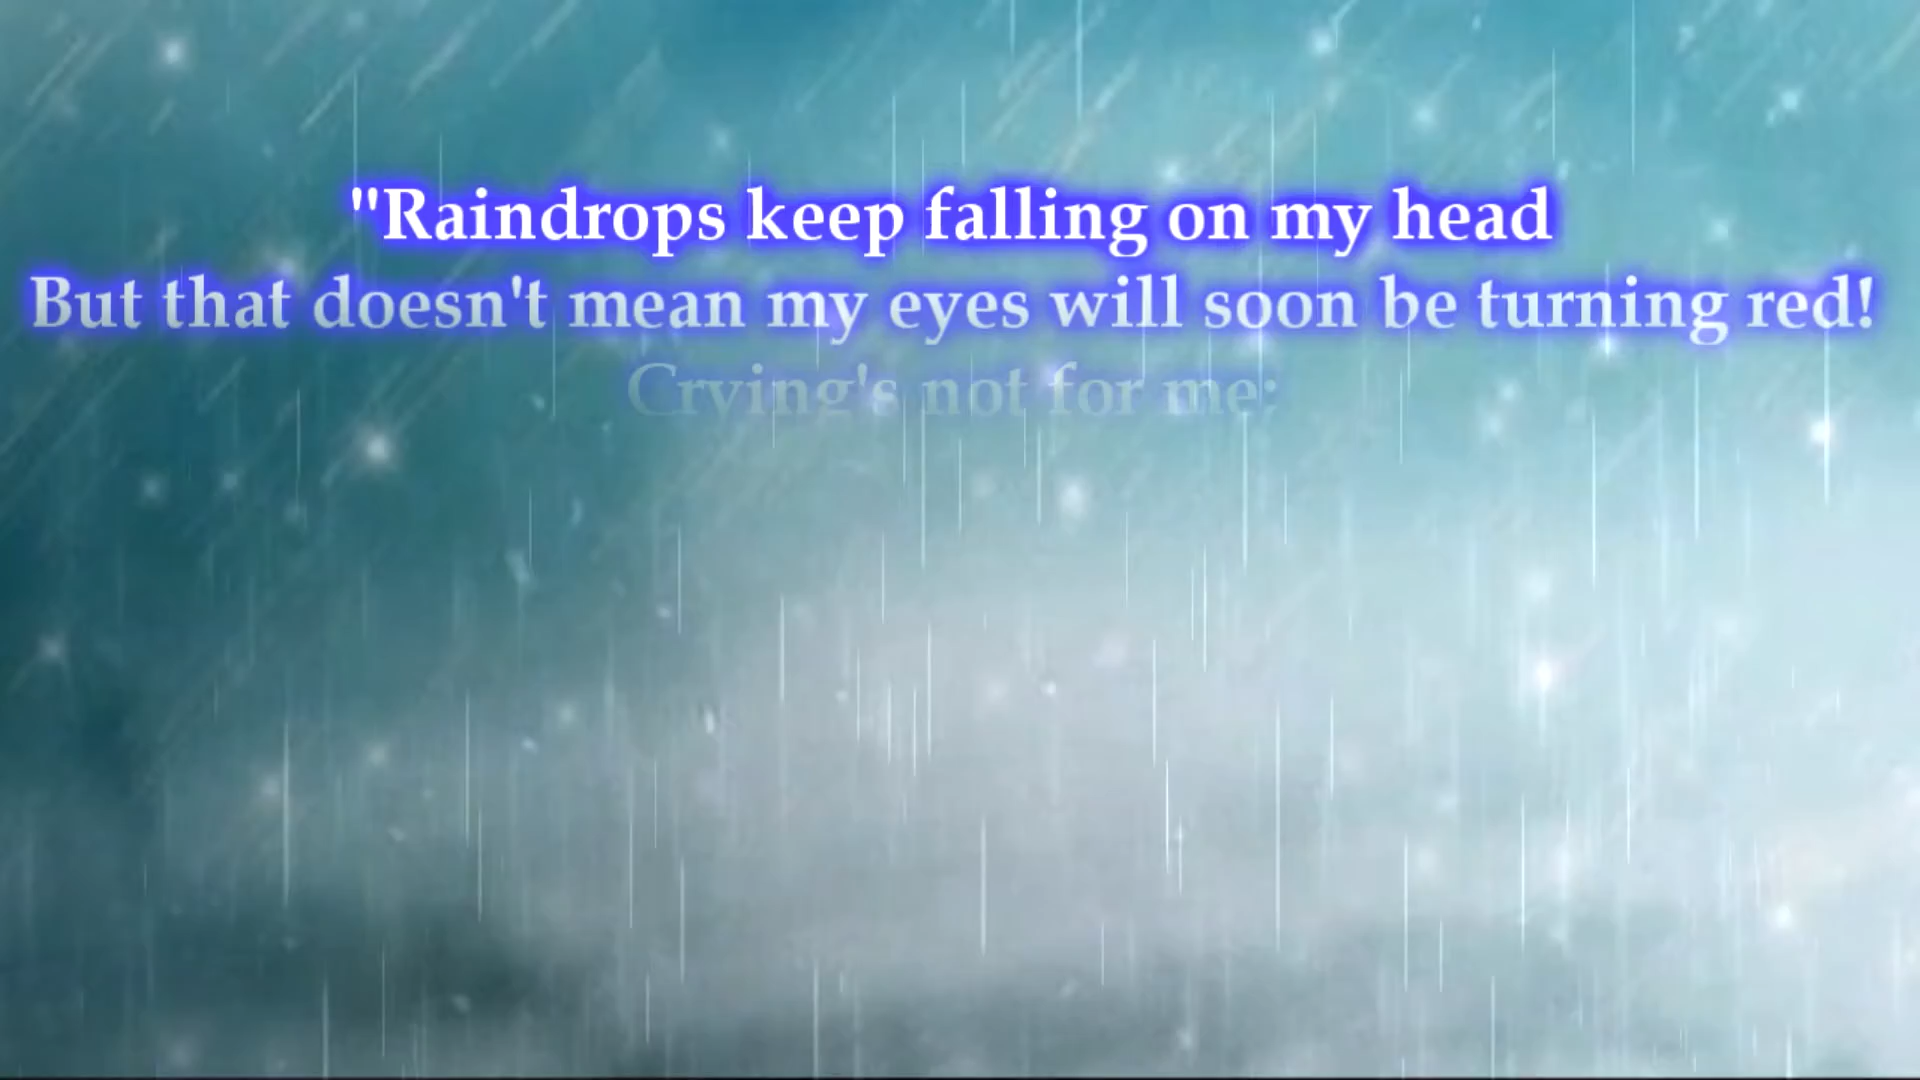 "Raindrops keep falling on my head
But that doesn't mean my eyes will soon be turning red!
Crying's not for me;